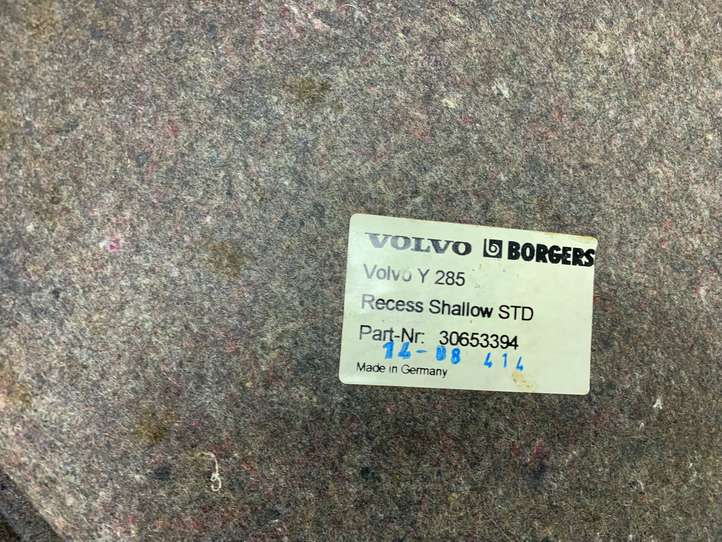 VOLVO BORGERS
Volvo Y 285
Recess Shallow STD
Part-Nr: 30653394
14-08 414
Made in Germany